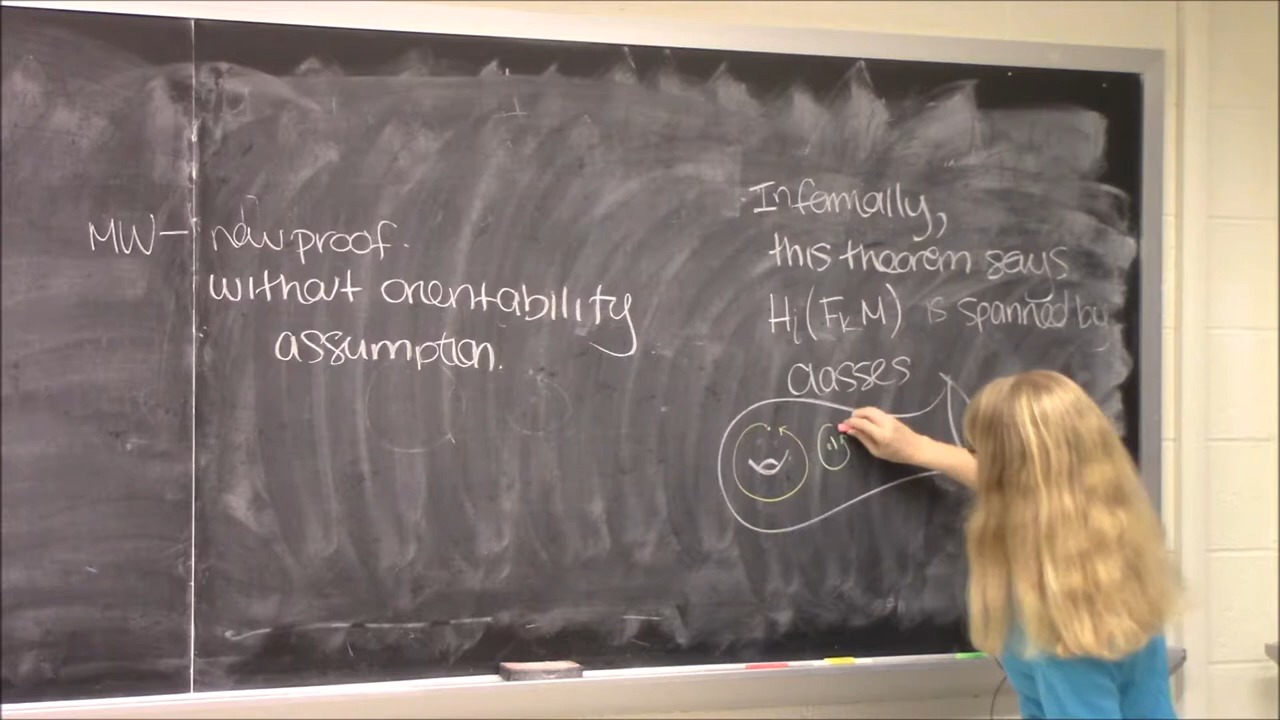 MW- new proof.
without orientability
assumption.
Informally,
this theorem says
Hi(FkM) is spanned by
classes